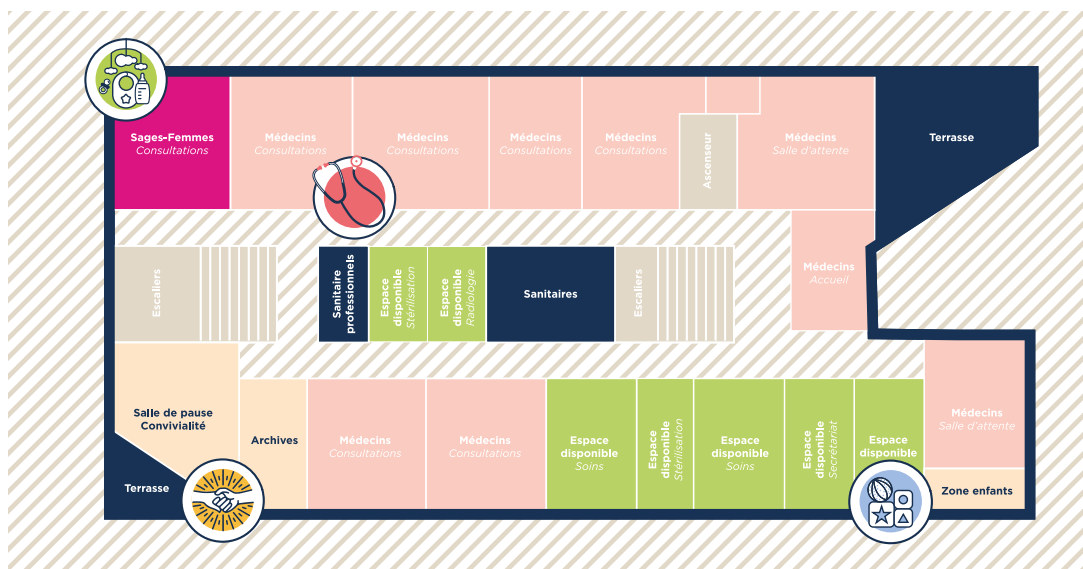 Sages-Femmes
Consultations
Médecins
Consultations
Médecins
Consultations
Médecins
Consultations
Médecins
Consultations
Ascenseur
Médecins
Salle d'attente
Terrasse
Médecins
Accueil
Escaliers
Sanitaire
professionnels
Espace
disponible
Stérilisation
Espace
disponible
Radiologie
Sanitaires
Escaliers
Salle de pause
Convivialité
Terrasse
Archives
Médecins
Consultations
Médecins
Consultations
Espace
disponible
Soins
Espace
disponible
Stérilisation
Espace
disponible
Soins
Espace
disponible
Secrétariat
Espace
disponible
Médecins
Salle d'attente
Zone enfants